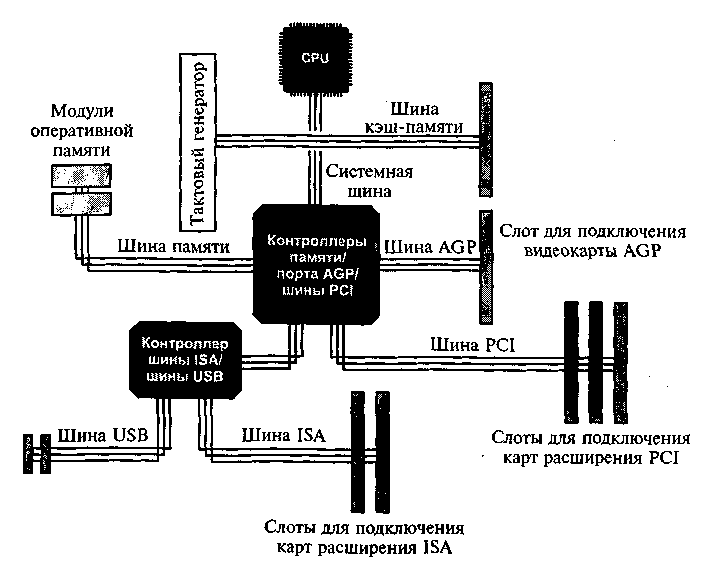 CPU
Модули
оперативной
памяти
Тактовый генератор
Шина
кэш-памяти
Системная
шина
Шина памяти
Контроллеры
памяти/
порта AGP/
шины PCI
Шина AGP
Слот для подключения
видеокарты AGP
Контроллер
шины ISA/
шины USB
Шина PCI
Шина USB
Шина ISA
Слоты для подключения
карт расширения PCI
Слоты для подключения
карт расширения ISA